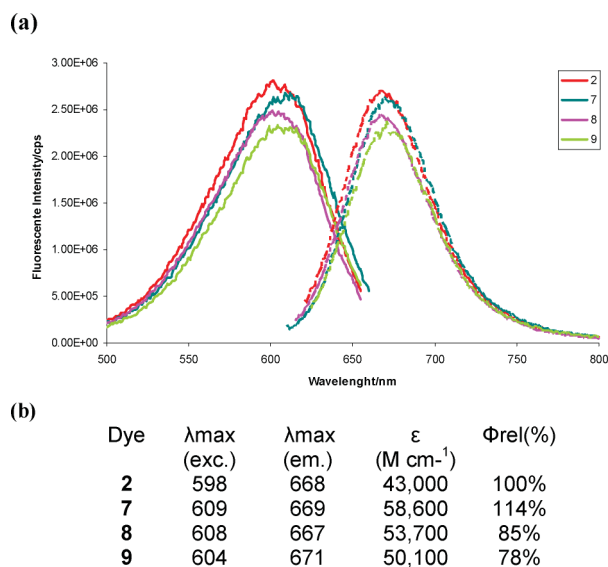 (a)
3.00E+06
2.50E+06
2.00E+06
1.50E+06
1.00E+06
5.00E+05
0.00E+00
Fluorescente Intensity/cps
500 550 600 650 700 750 800
Wavelenght/nm
2
7
8
9
(b)
Dye λmax λmax ε Φrel(%)
(exc.) (em.) (M cm-¹)
2 598 668 43,000 100%
7 609 669 58,600 114%
8 608 667 53,700 85%
9 604 671 50,100 78%